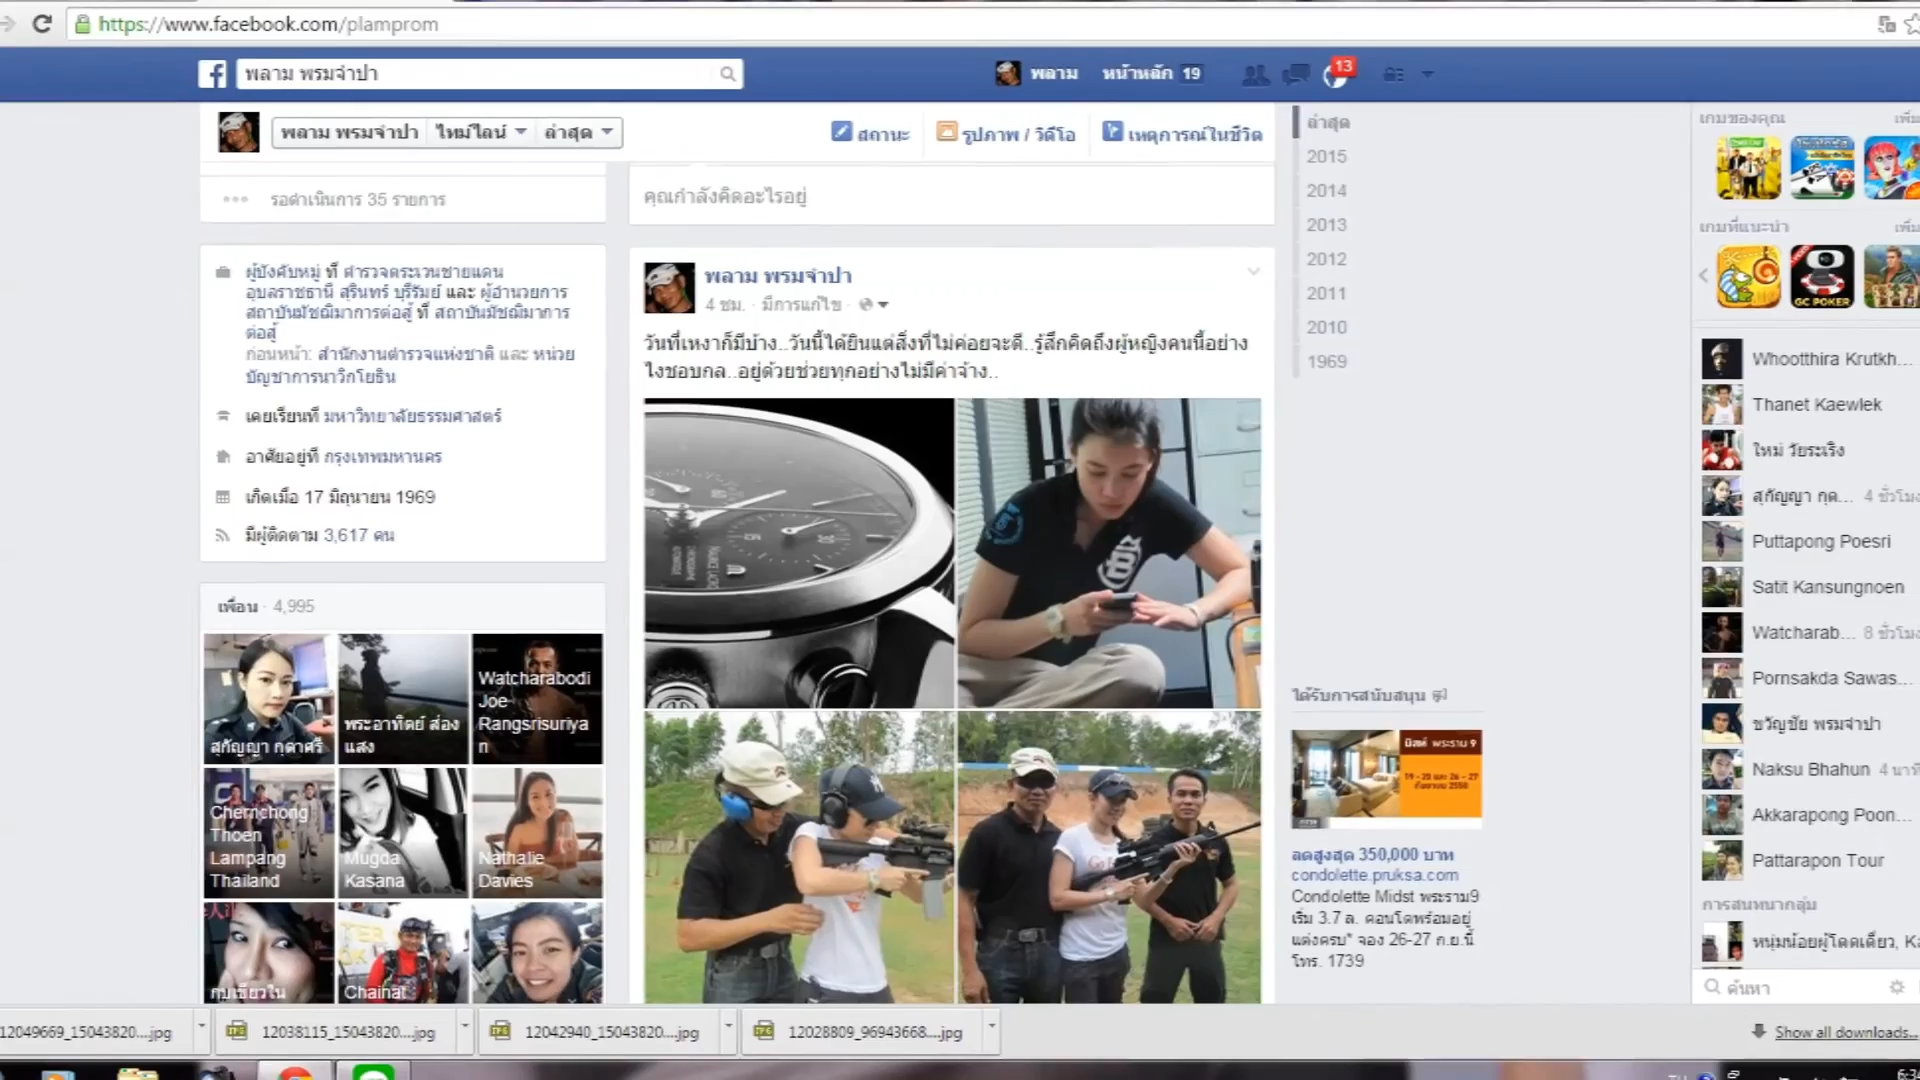 https://www.facebook.com/plamprom
พลาม พรมจำปา
พลาม
หน้าหลัก 19
13
พลาม พรมจำปา
ไทม์ไลน์
ล่าสุด
สถานะ
รูปภาพ / วิดีโอ
เหตุการณ์ในชีวิต
รอดำเนินการ 35 รายการ
ผู้บังคับหมู่ ที่ ตำรวจตระเวนชายแดน
อุบลราชธานี สุรินทร์ บุรีรัมย์ และ ผู้อำนวยการ
สถาบันมัชฌิมาการต่อสู้ ที่ สถาบันมัชฌิมาการ
ต่อสู้
ก่อนหน้า: สำนักงานตำรวจแห่งชาติ และ หน่วย
บัญชาการนาวิกโยธิน
เคยเรียนที่ มหาวิทยาลัยธรรมศาสตร์
อาศัยอยู่ที่ กรุงเทพมหานคร
เกิดเมื่อ 17 มิถุนายน 1969
มีผู้ติดตาม 3,617 คน
เพื่อน · 4,995
สุกัญญา กุดาศรี
พระอาทิตย์ ส่อง
แสง
Watcharabodi
Joe
Rangsrisuriya
n
Chernchong
Thoen
Lampang
Thailand
Mugda
Kasana
Nathalie
Davies
กบเขียวใน
Chainat
คุณกำลังคิดอะไรอยู่
พลาม พรมจำปา
4 ชม. · มีการแก้ไข ·
วันที่เหงาก็มีบ้าง..วันนี้ได้ยินแต่สิ่งที่ไม่ค่อยจะดี..รู้สึกคิดถึงผู้หญิงคนนี้อย่าง
ไงชอบกล..อยู่ด้วยช่วยทุกอย่างไม่มีค่าจ้าง..
ล่าสุด
2015
2014
2013
2012
2011
2010
1969
ได้รับการสนับสนุน
มิดส์ พระราม 9
ลดสูงสุด 350,000 บาท
condolette.pruksa.com
Condolette Midst พระราม9
เริ่ม 3.7 ล. คอนโดพร้อมอยู่
แต่งครบ* จอง 26-27 ก.ย.นี้
โทร. 1739
เกมของคุณ
เพิ่ม
เกมที่แนะนำ
เพิ่ม
GC POKER
Whootthira Krutkh...
Thanet Kaewlek
ใหม่ วัยระเริง
สุกัญญา กุด... 4 ชั่วโมง
Puttapong Poesri
Satit Kansungnoen
Watcharab... 8 ชั่วโมง
Pornsakda Sawas...
ขวัญชัย พรมจำปา
Naksu Bhahun 4 นาที
Akkarapong Poon...
Pattarapon Tour
การสนทนากลุ่ม
หนุ่มน้อยผู้โดดเดี่ยว, Ka
ค้นหา
12049669_15043820....jpg
12038115_15043820....jpg
12042940_15043820....jpg
12028809_96943668....jpg
Show all downloads...